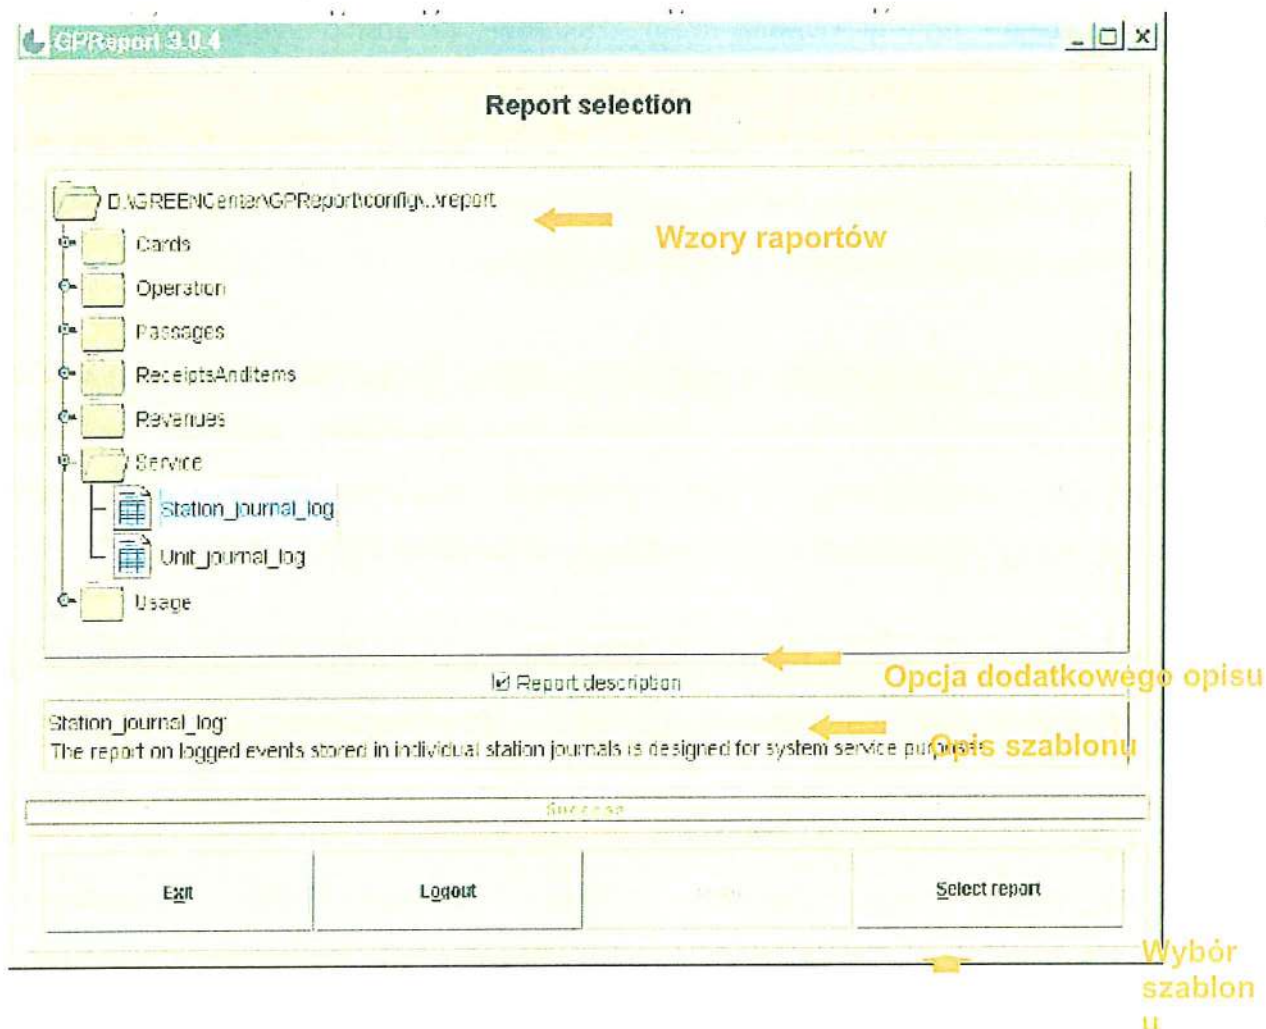 GPReport 3.0.4
Report selection
D:\GREENCenter\GPReport\config\..\report
Wzory raportów
Cards
Operation
Passages
ReceiptsAndItems
Revenues
Service
Station_journal_log
Unit_journal_log
Usage
Report description
Opcja dodatkowego opisu
Station_journal_log:
The report on logged events stored in individual station journals is designed for system service purposes
Opis szablonu
Success
Exit
Logout
Select report
Wybór
szablon
u